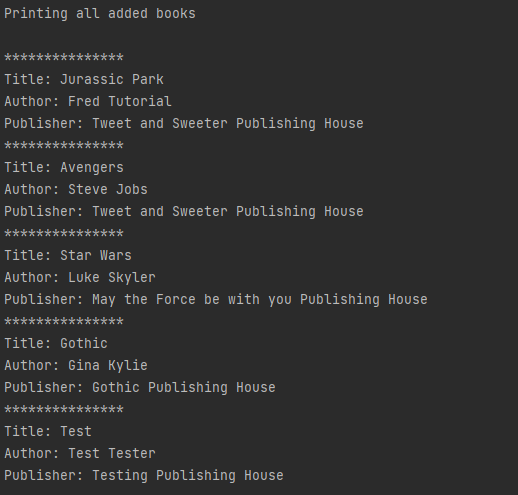 Printing all added books
***************
Title: Jurassic Park
Author: Fred Tutorial
Publisher: Tweet and Sweeter Publishing House
***************
Title: Avengers
Author: Steve Jobs
Publisher: Tweet and Sweeter Publishing House
***************
Title: Star Wars
Author: Luke Skyler
Publisher: May the Force be with you Publishing House
***************
Title: Gothic
Author: Gina Kylie
Publisher: Gothic Publishing House
***************
Title: Test
Author: Test Tester
Publisher: Testing Publishing House